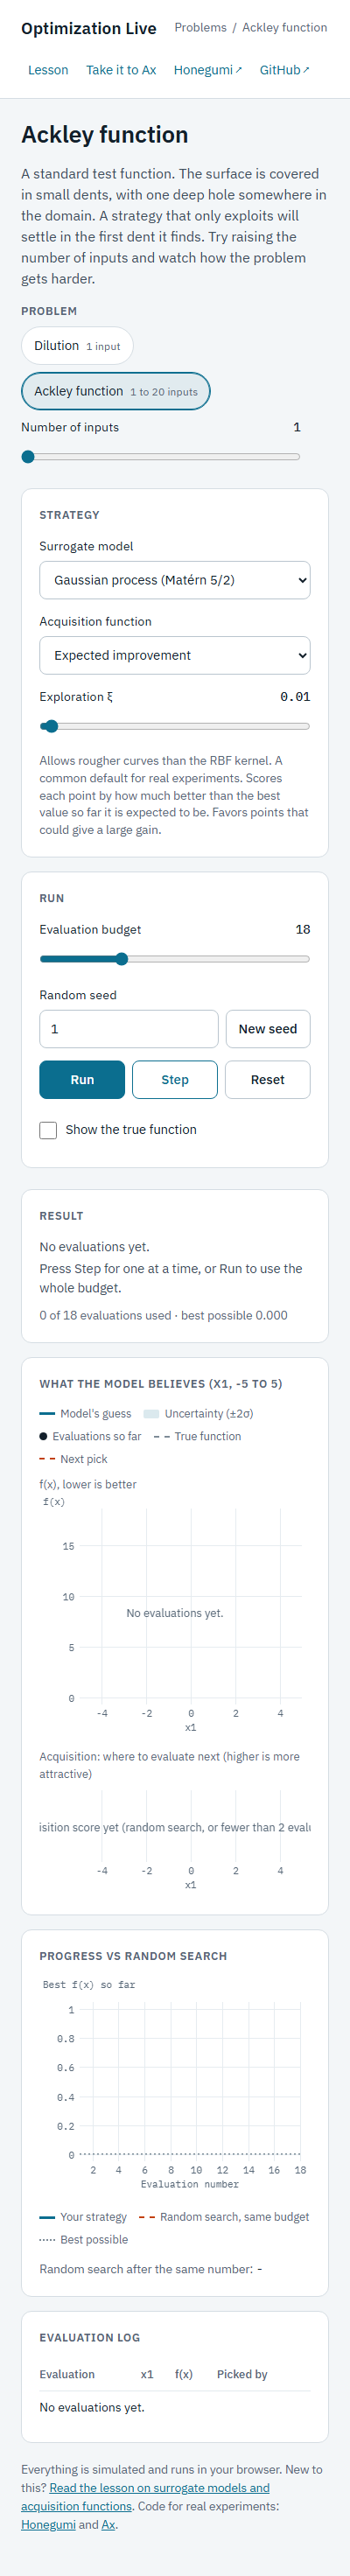 Optimization Live
Problems / Ackley function
Lesson Take it to Ax Honegumi↗ GitHub↗
Ackley function
A standard test function. The surface is covered
in small dents, with one deep hole somewhere in
the domain. A strategy that only exploits will
settle in the first dent it finds. Try raising the
number of inputs and watch how the problem
gets harder.
PROBLEM
Dilution 1 input
Ackley function 1 to 20 inputs
Number of inputs 1
STRATEGY
Surrogate model
Gaussian process (Matérn 5/2)
Acquisition function
Expected improvement
Exploration ξ 0.01
Allows rougher curves than the RBF kernel. A
common default for real experiments. Scores
each point by how much better than the best
value so far it is expected to be. Favors points that
could give a large gain.
RUN
Evaluation budget 18
Random seed
1 New seed
Run Step Reset
Show the true function
RESULT
No evaluations yet.
Press Step for one at a time, or Run to use the
whole budget.
0 of 18 evaluations used · best possible 0.000
WHAT THE MODEL BELIEVES (X1, -5 TO 5)
Model's guess Uncertainty (±2σ)
Evaluations so far True function
Next pick
f(x), lower is better
f(x)
15
10
No evaluations yet.
5
0
-4 -2 0 2 4
x1
Acquisition: where to evaluate next (higher is more
attractive)
isition score yet (random search, or fewer than 2 evalu
-4 -2 0 2 4
x1
PROGRESS VS RANDOM SEARCH
Best f(x) so far
1
0.8
0.6
0.4
0.2
0
2 4 6 8 10 12 14 16 18
Evaluation number
Your strategy Random search, same budget
Best possible
Random search after the same number: -
EVALUATION LOG
Evaluation x1 f(x) Picked by
No evaluations yet.
Everything is simulated and runs in your browser. New to
this? Read the lesson on surrogate models and
acquisition functions. Code for real experiments:
Honegumi and Ax.